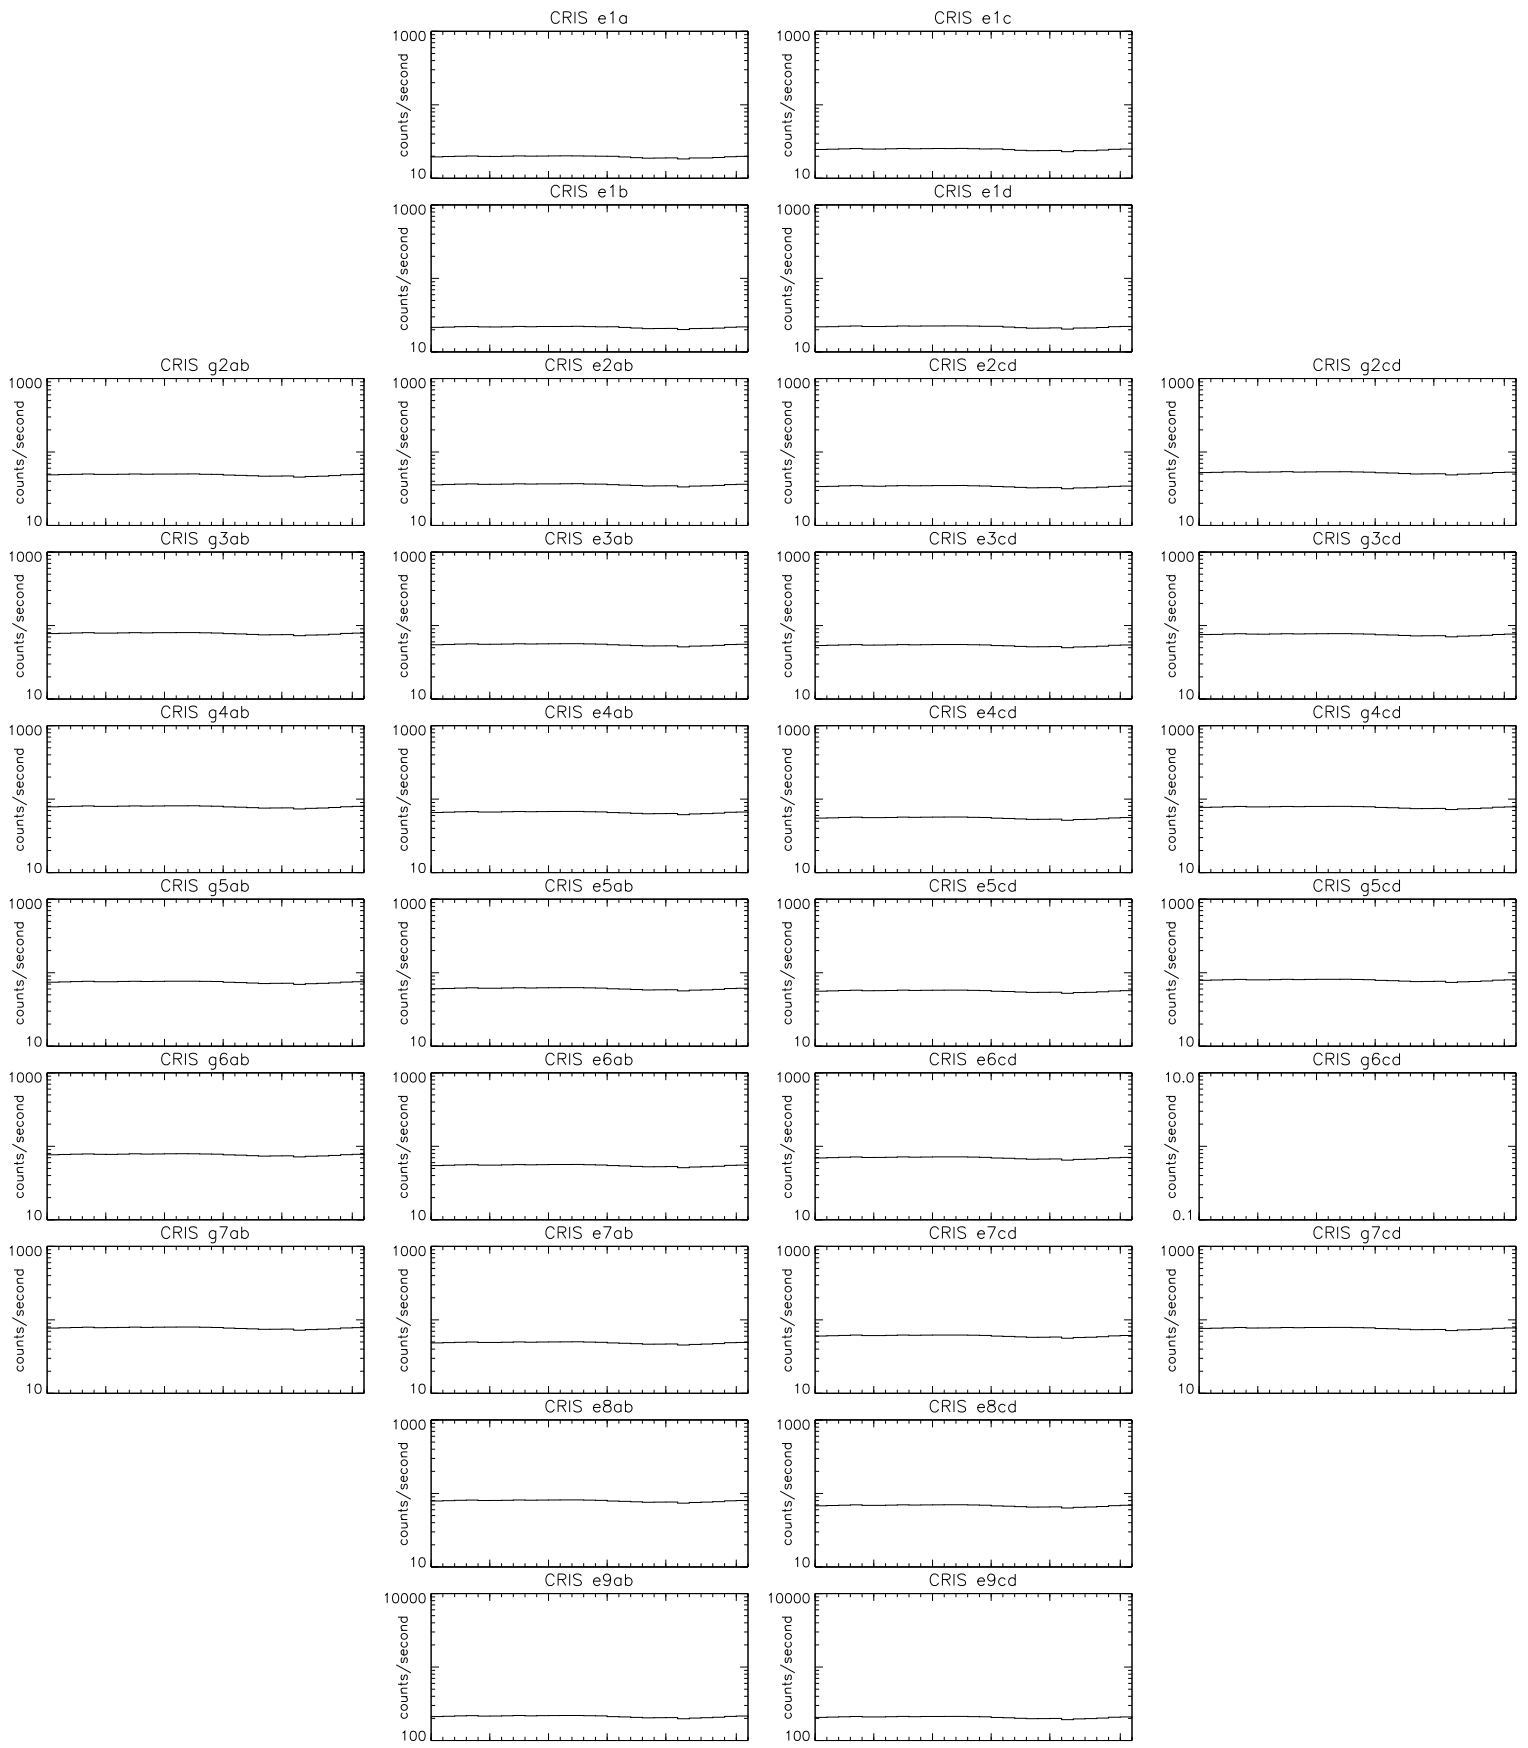 CRIS e1a
1000
counts/second
10
CRIS e1c
1000
counts/second
10
CRIS e1b
1000
counts/second
10
CRIS e1d
1000
counts/second
10
CRIS g2ab
1000
counts/second
10
CRIS e2ab
1000
counts/second
10
CRIS e2cd
1000
counts/second
10
CRIS g2cd
1000
counts/second
10
CRIS g3ab
1000
counts/second
10
CRIS e3ab
1000
counts/second
10
CRIS e3cd
1000
counts/second
10
CRIS g3cd
1000
counts/second
10
CRIS g4ab
1000
counts/second
10
CRIS e4ab
1000
counts/second
10
CRIS e4cd
1000
counts/second
10
CRIS g4cd
1000
counts/second
10
CRIS g5ab
1000
counts/second
10
CRIS e5ab
1000
counts/second
10
CRIS e5cd
1000
counts/second
10
CRIS g5cd
1000
counts/second
10
CRIS g6ab
1000
counts/second
10
CRIS e6ab
1000
counts/second
10
CRIS e6cd
1000
counts/second
10
CRIS g6cd
10.0
counts/second
0.1
CRIS g7ab
1000
counts/second
10
CRIS e7ab
1000
counts/second
10
CRIS e7cd
1000
counts/second
10
CRIS g7cd
1000
counts/second
10
CRIS e8ab
1000
counts/second
10
CRIS e8cd
1000
counts/second
10
CRIS e9ab
10000
counts/second
100
CRIS e9cd
10000
counts/second
100